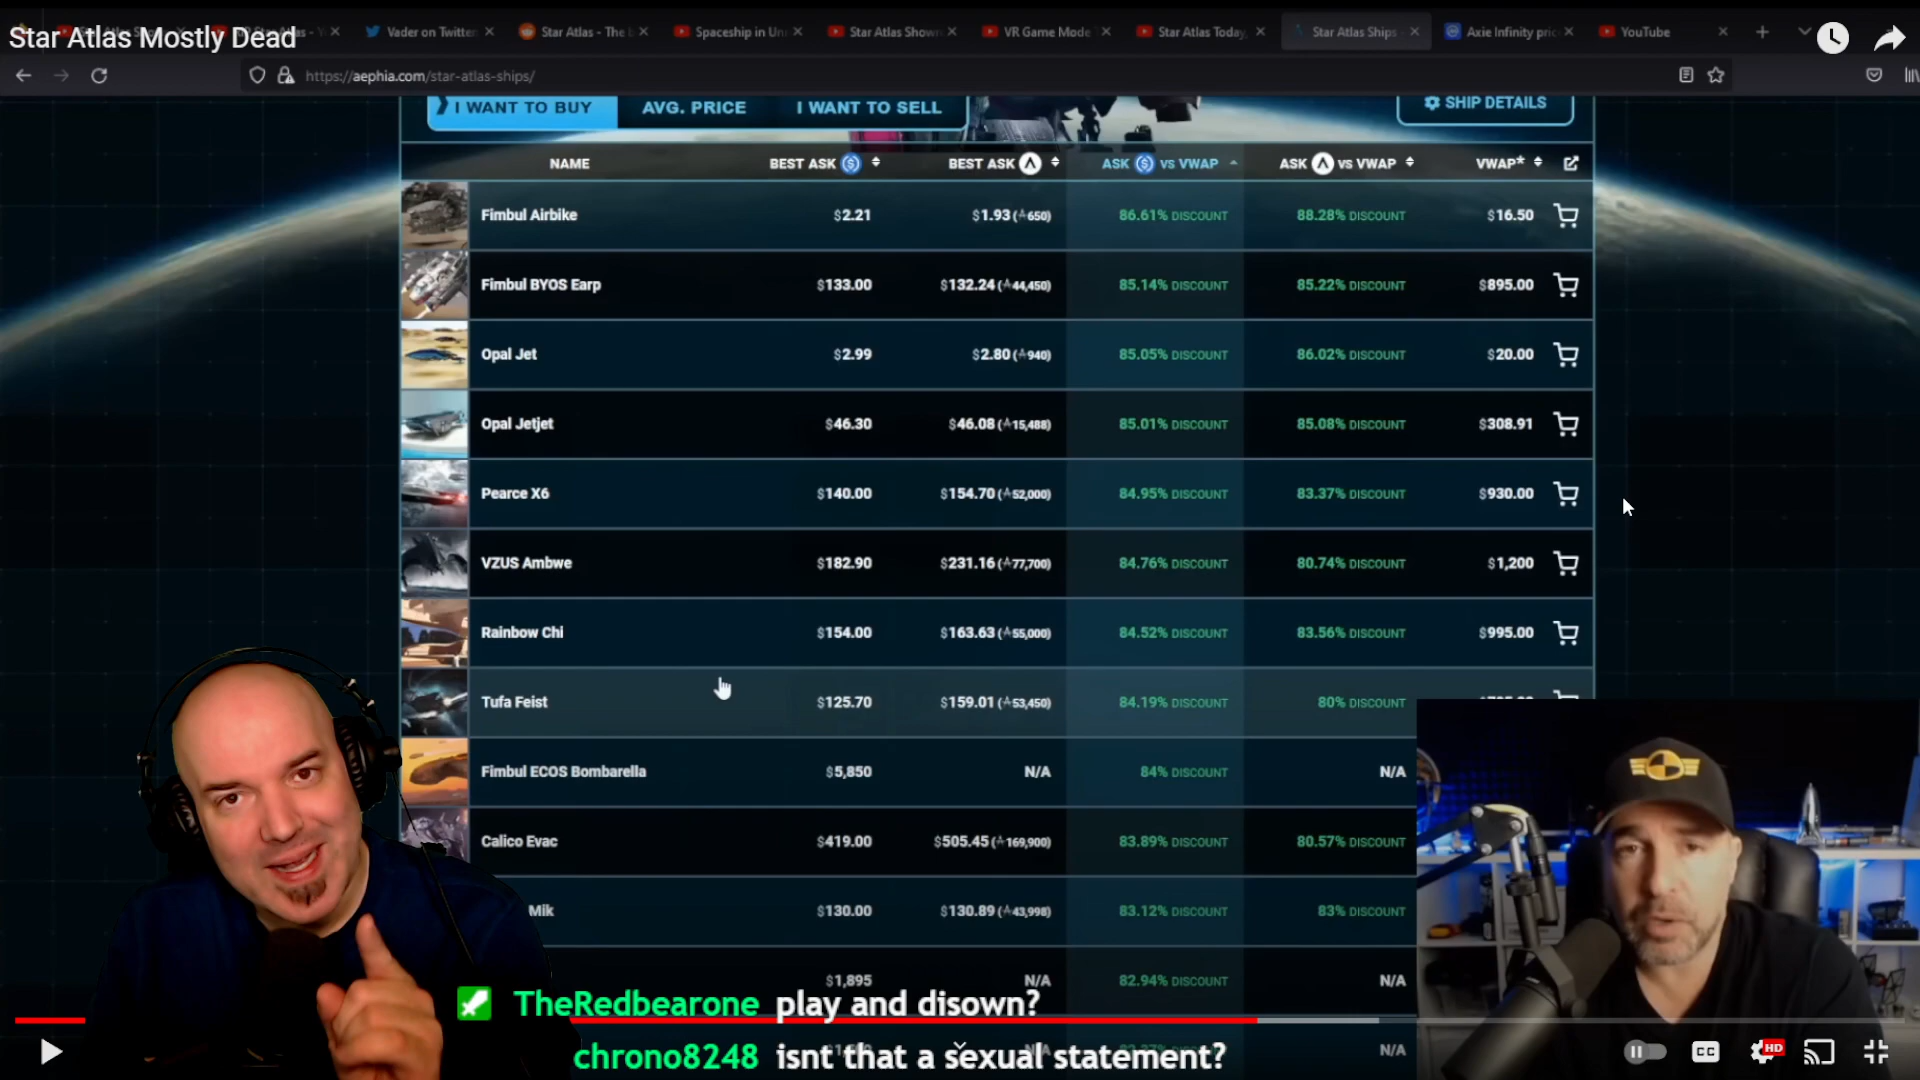 Star Atlas Mostly Dead
Vader on Twitter
Star Atlas - The b
Spaceship in Un
Star Atlas Shown
VR Game Mode
Star Atlas Today,
Star Atlas Ships -
Axie Infinity pric
YouTube
https://aephia.com/star-atlas-ships/
I WANT TO BUY AVG. PRICE I WANT TO SELL SHIP DETAILS
NAME BEST ASK BEST ASK ASK VS VWAP ASK VS VWAP VWAP*
Fimbul Airbike $2.21 $1.93 (650) 86.61% DISCOUNT 88.28% DISCOUNT $16.50
Fimbul BYOS Earp $133.00 $132.24 (44,450) 85.14% DISCOUNT 85.22% DISCOUNT $895.00
Opal Jet $2.99 $2.80 (940) 85.05% DISCOUNT 86.02% DISCOUNT $20.00
Opal Jetjet $46.30 $46.08 (15,488) 85.01% DISCOUNT 85.08% DISCOUNT $308.91
Pearce X6 $140.00 $154.70 (52,000) 84.95% DISCOUNT 83.37% DISCOUNT $930.00
VZUS Ambwe $182.90 $231.16 (77,700) 84.76% DISCOUNT 80.74% DISCOUNT $1,200
Rainbow Chi $154.00 $163.63 (55,000) 84.52% DISCOUNT 83.56% DISCOUNT $995.00
Tufa Feist $125.70 $159.01 (53,450) 84.19% DISCOUNT 80% DISCOUNT
Fimbul ECOS Bombarella $5,850 N/A 84% DISCOUNT N/A
Calico Evac $419.00 $505.45 (169,900) 83.89% DISCOUNT 80.57% DISCOUNT
Mik $130.00 $130.89 (43,998) 83.12% DISCOUNT 83% DISCOUNT
$1,895 N/A 82.94% DISCOUNT N/A
TheRedbearone play and disown?
N/A
chrono8248 isnt that a sexual statement?
CC HD